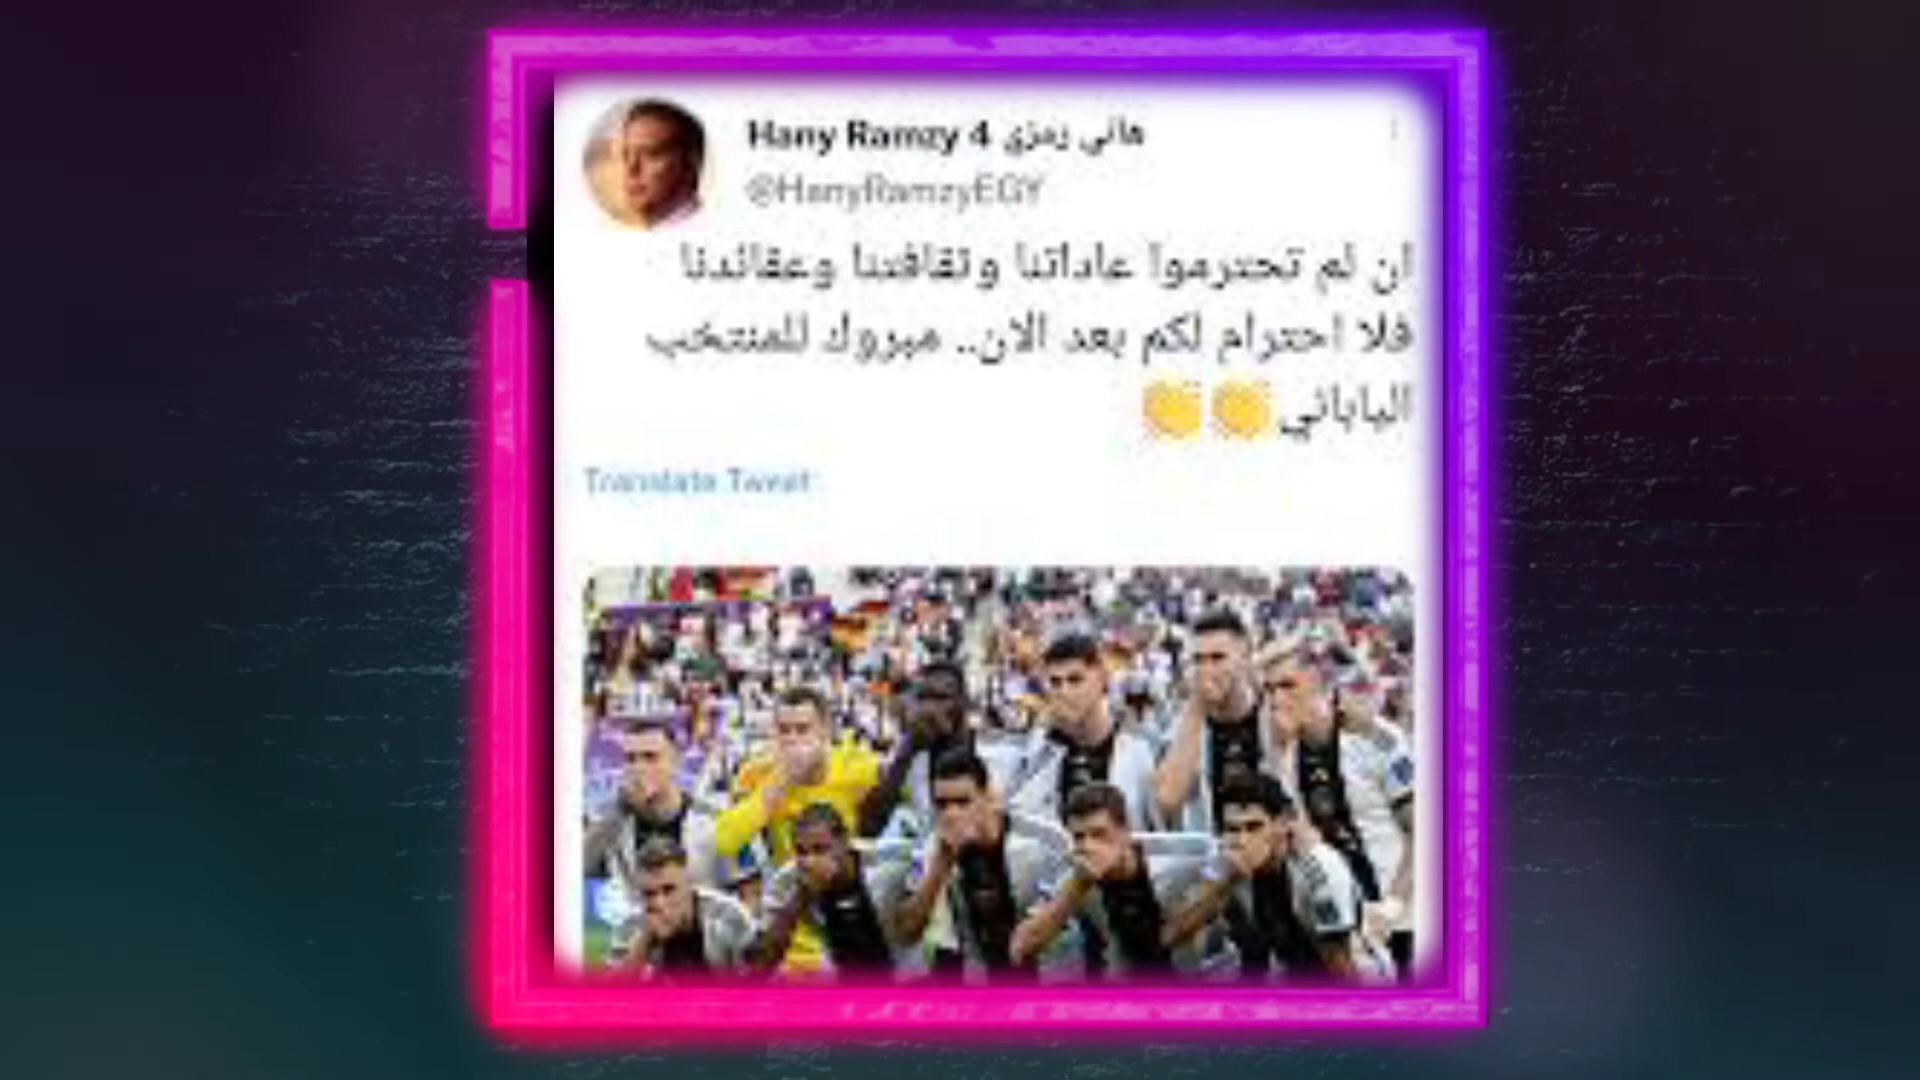 Hany Ramzy 4 هاني رمزي
@HanyRamzyEGY
ان لم تحترموا عاداتنا وثقافتنا وعقائدنا
فلا احترام لكم بعد الان.. مبروك للمنتخب
الياباني 👏👏
Translate Tweet